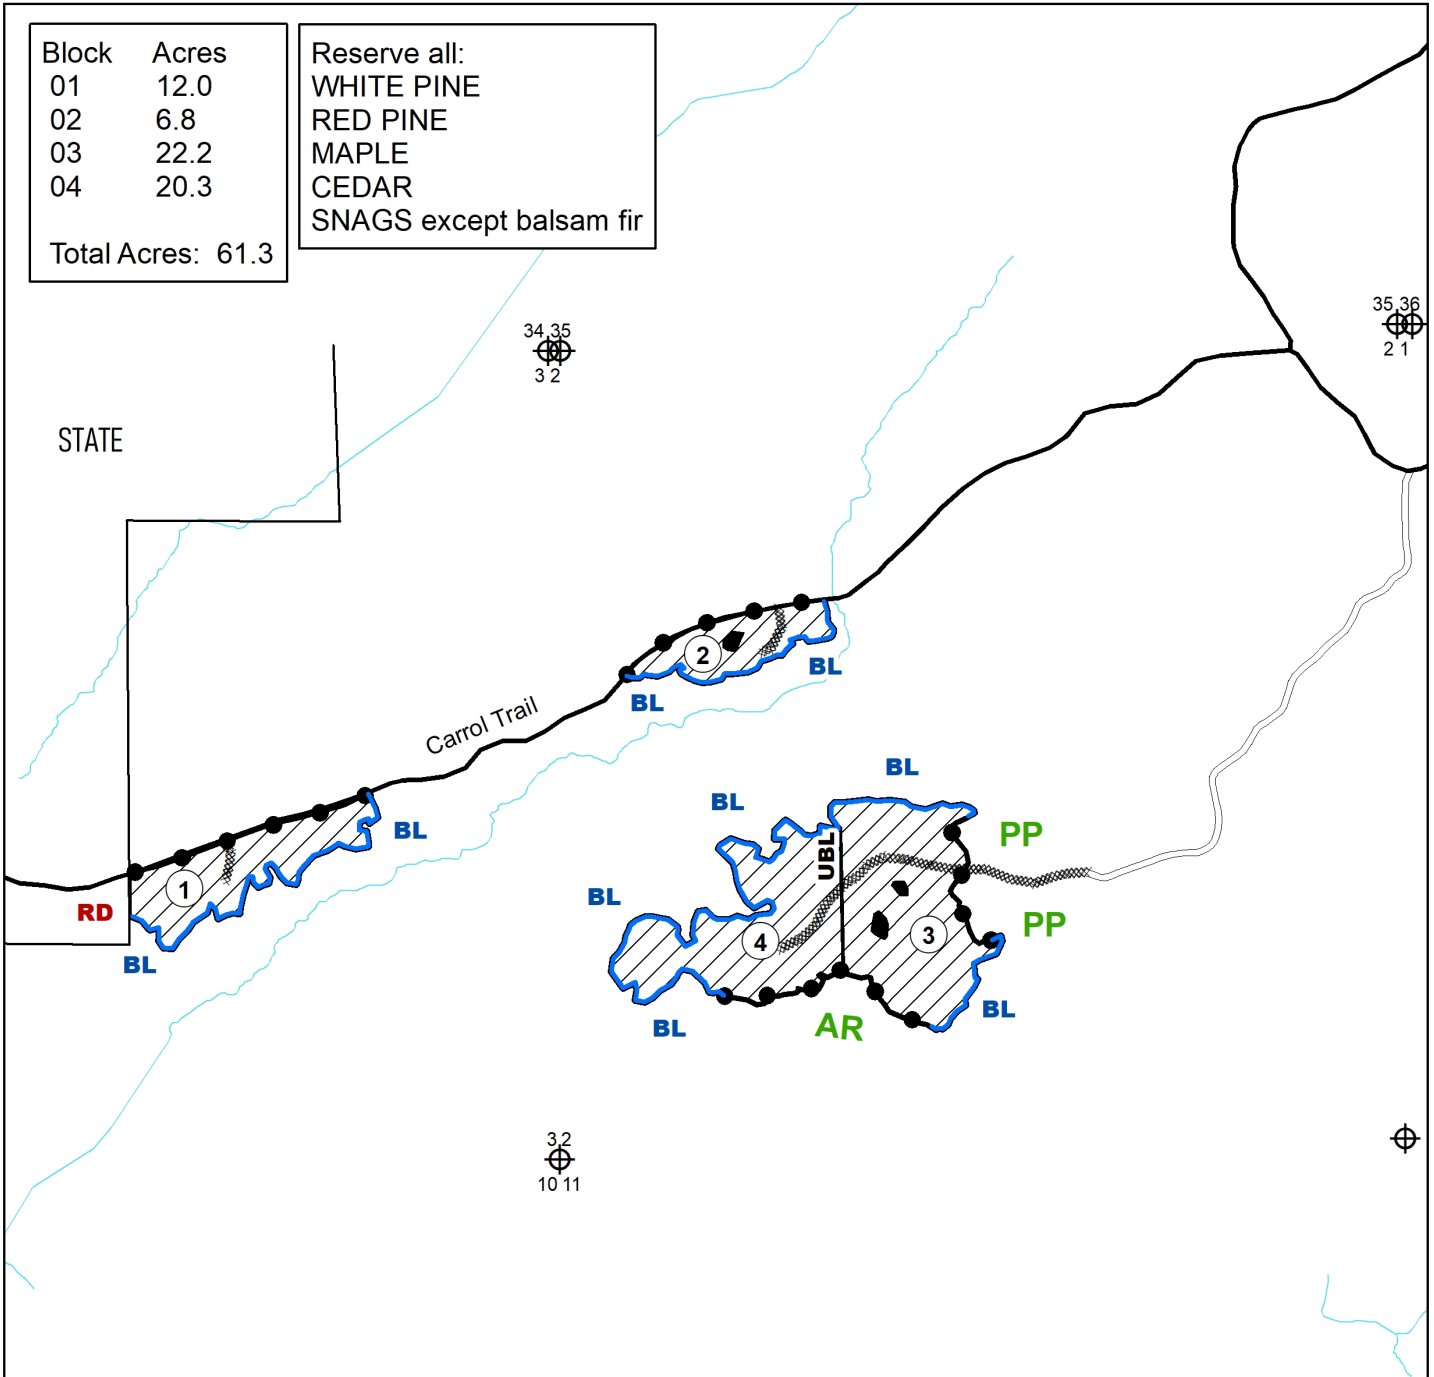 Block Acres
01 12.0
02 6.8
03 22.2
04 20.3
Total Acres: 61.3
Reserve all:
WHITE PINE
RED PINE
MAPLE
CEDAR
SNAGS except balsam fir
34 35
3 2
35 36
2 1
STATE
2
BL
BL
Carrol Trail
BL
BL
BL
PP
UBL
1
RD
BL
BL
PP
3
4
BL
BL
AR
BL
3 2
10 11